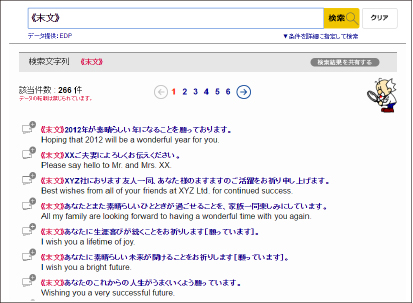 《末文》
検索
クリア
データ提供: EDP
▼条件を詳細に指定して検索
検索文字列 《末文》
検索結果を共有する
該当件数 : 266 件
データの転載は禁じられています。
1 2 3 4 5 6
《末文》2012年が素晴らしい年になることを願っております。
Hoping that 2012 will be a wonderful year for you.
《末文》XXご夫妻によろしくお伝えください。
Please say hello to Mr. and Mrs. XX.
《末文》XYZ社におります友人一同、あなた様のますますのご活躍をお祈り申し上げます。
Best wishes from all of your friends at XYZ Ltd. for continued success.
《末文》あなたとまた素晴らしいひとときが過ごせることを、家族一同楽しみにしています。
All my family are looking forward to having a wonderful time with you again.
《末文》あなたに生涯喜びが続くことをお祈りします[願っています]。
I wish you a lifetime of joy.
《末文》あなたに素晴らしい未来が開けることをお祈りします[願っています]。
I wish you a bright future.
《末文》あなたのこれからの人生がうまくいくよう願っています。
Wishing you a very successful future.